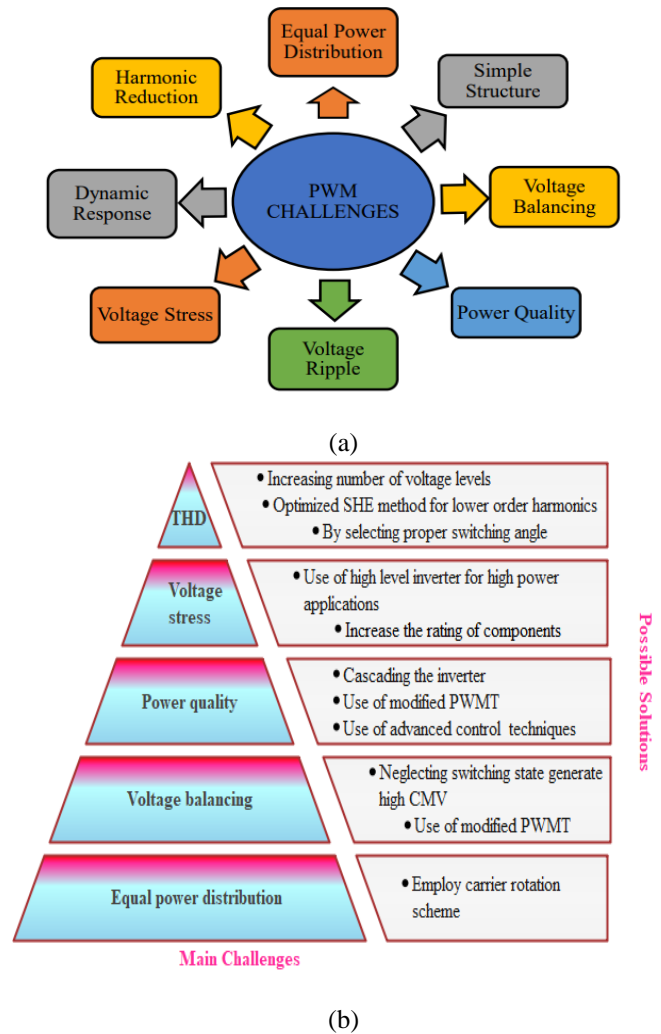 Equal Power
Distribution
Harmonic
Reduction
Simple
Structure
Dynamic
Response
PWM
CHALLENGES
Voltage
Balancing
Voltage Stress
Power Quality
Voltage
Ripple
(a)
THD
• Increasing number of voltage levels
• Optimized SHE method for lower order harmonics
• By selecting proper switching angle
Voltage
stress
• Use of high level inverter for high power
applications
• Increase the rating of components
Power quality
• Cascading the inverter
• Use of modified PWMT
• Use of advanced control techniques
Voltage balancing
• Neglecting switching state generate
high CMV
• Use of modified PWMT
Equal power distribution
• Employ carrier rotation
scheme
Possible Solutions
Main Challenges
(b)